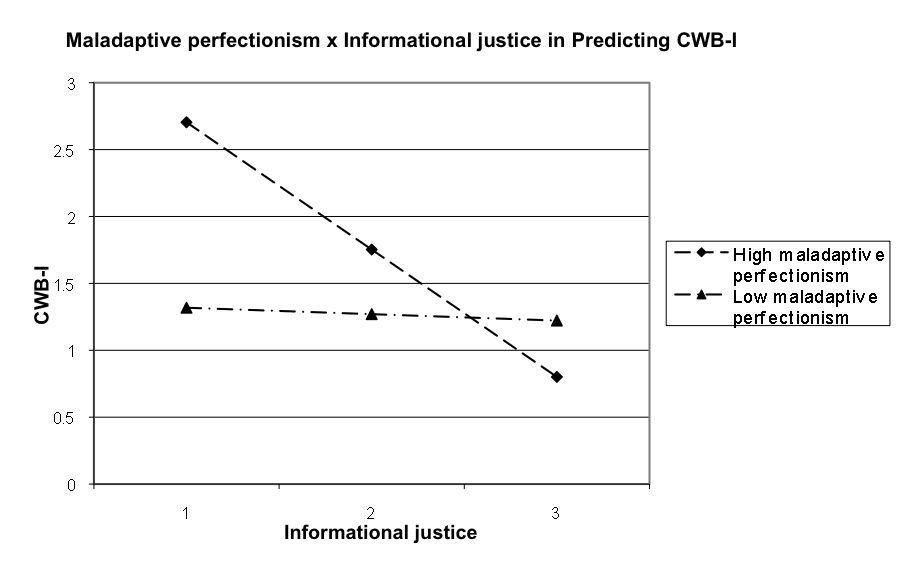 Maladaptive perfectionism x Informational justice in Predicting CWB-I
3
2.5
2
1.5
1
0.5
0
CWB-I
1 2 3
Informational justice
High maladaptive
perfectionism
Low maladaptive
perfectionism